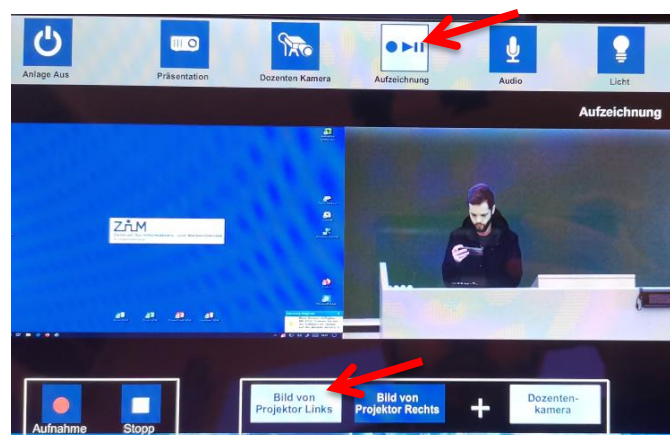 Anlage Aus
Präsentation
Dozenten Kamera
Aufzeichnung
Audio
Licht
Aufzeichnung
ZIM
Bild von
Projektor Links
Bild von
Projektor Rechts
+
Dozenten-
kamera
Aufnahme
Stopp